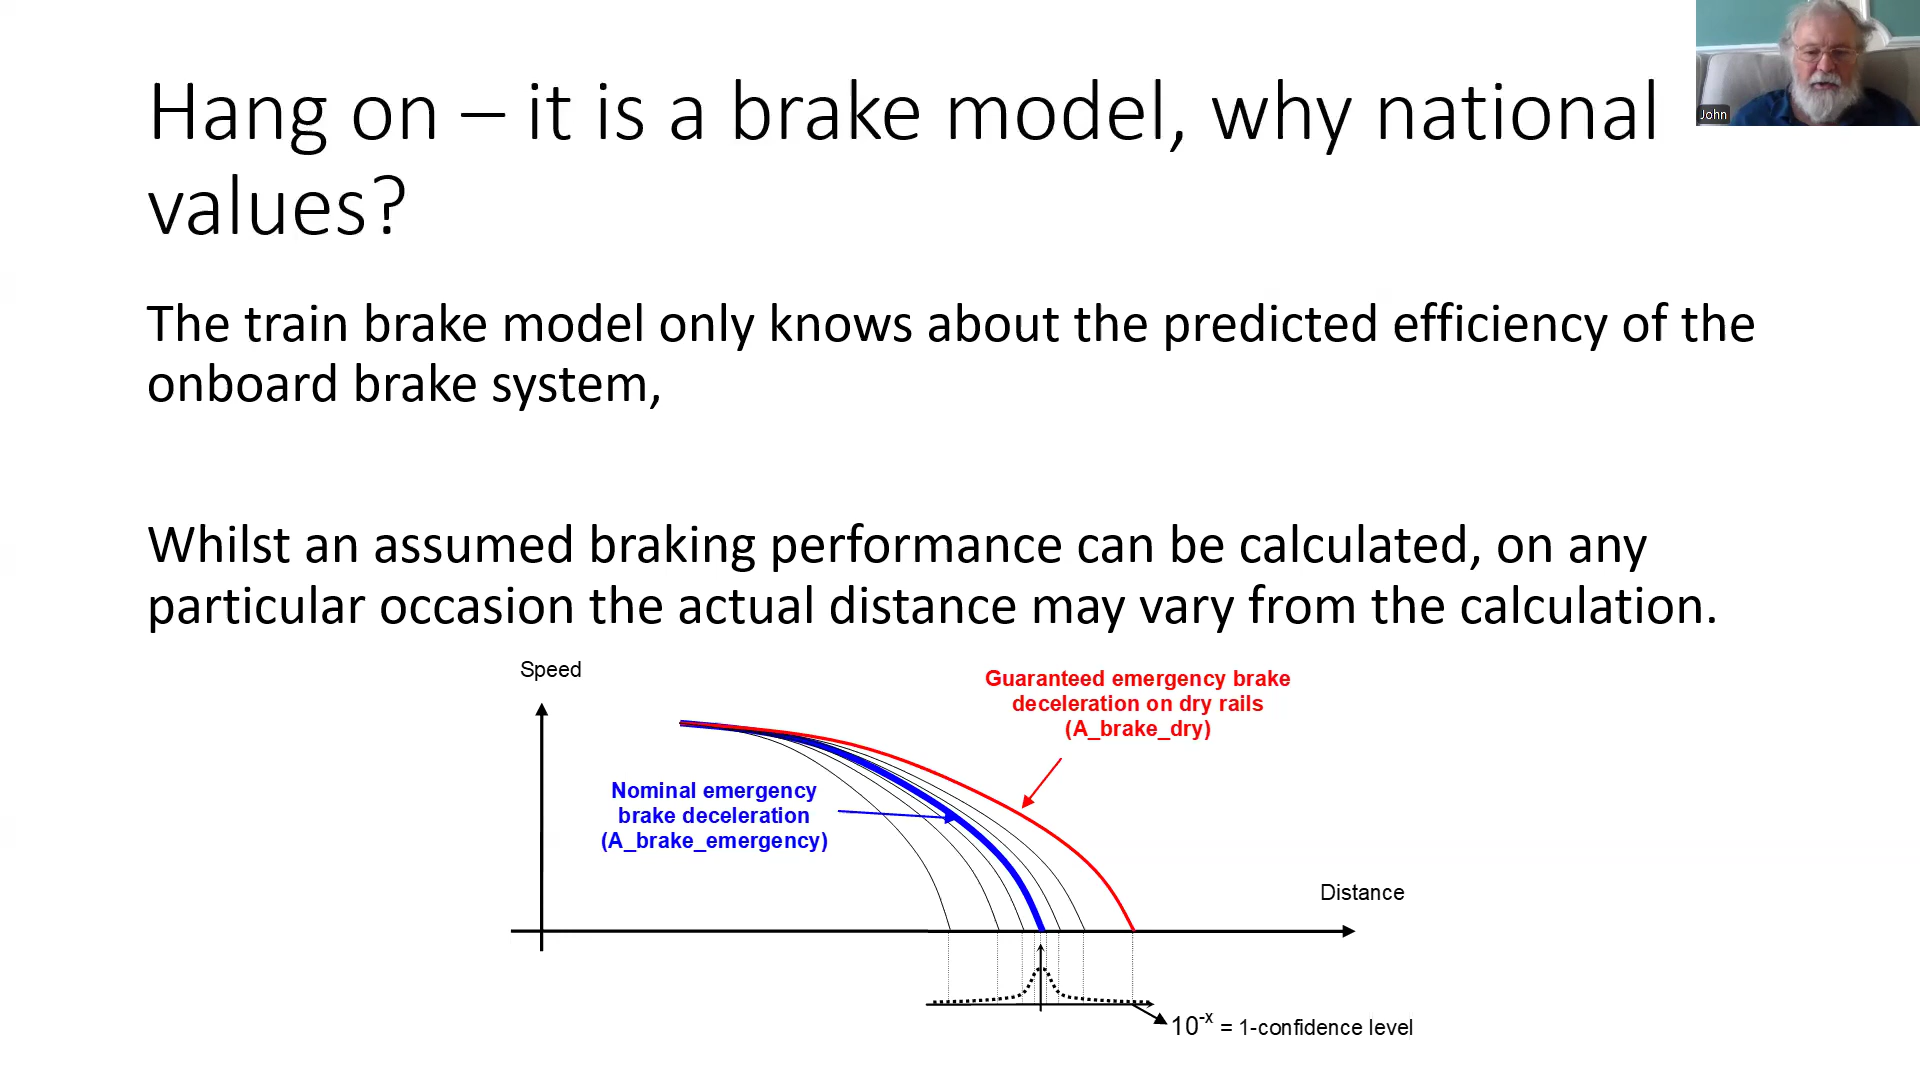 Hang on – it is a brake model, why national
values?
John
The train brake model only knows about the predicted efficiency of the
onboard brake system,
Whilst an assumed braking performance can be calculated, on any
particular occasion the actual distance may vary from the calculation.
Speed
Guaranteed emergency brake
deceleration on dry rails
(A_brake_dry)
Nominal emergency
brake deceleration
(A_brake_emergency)
Distance
10^-x = 1-confidence level